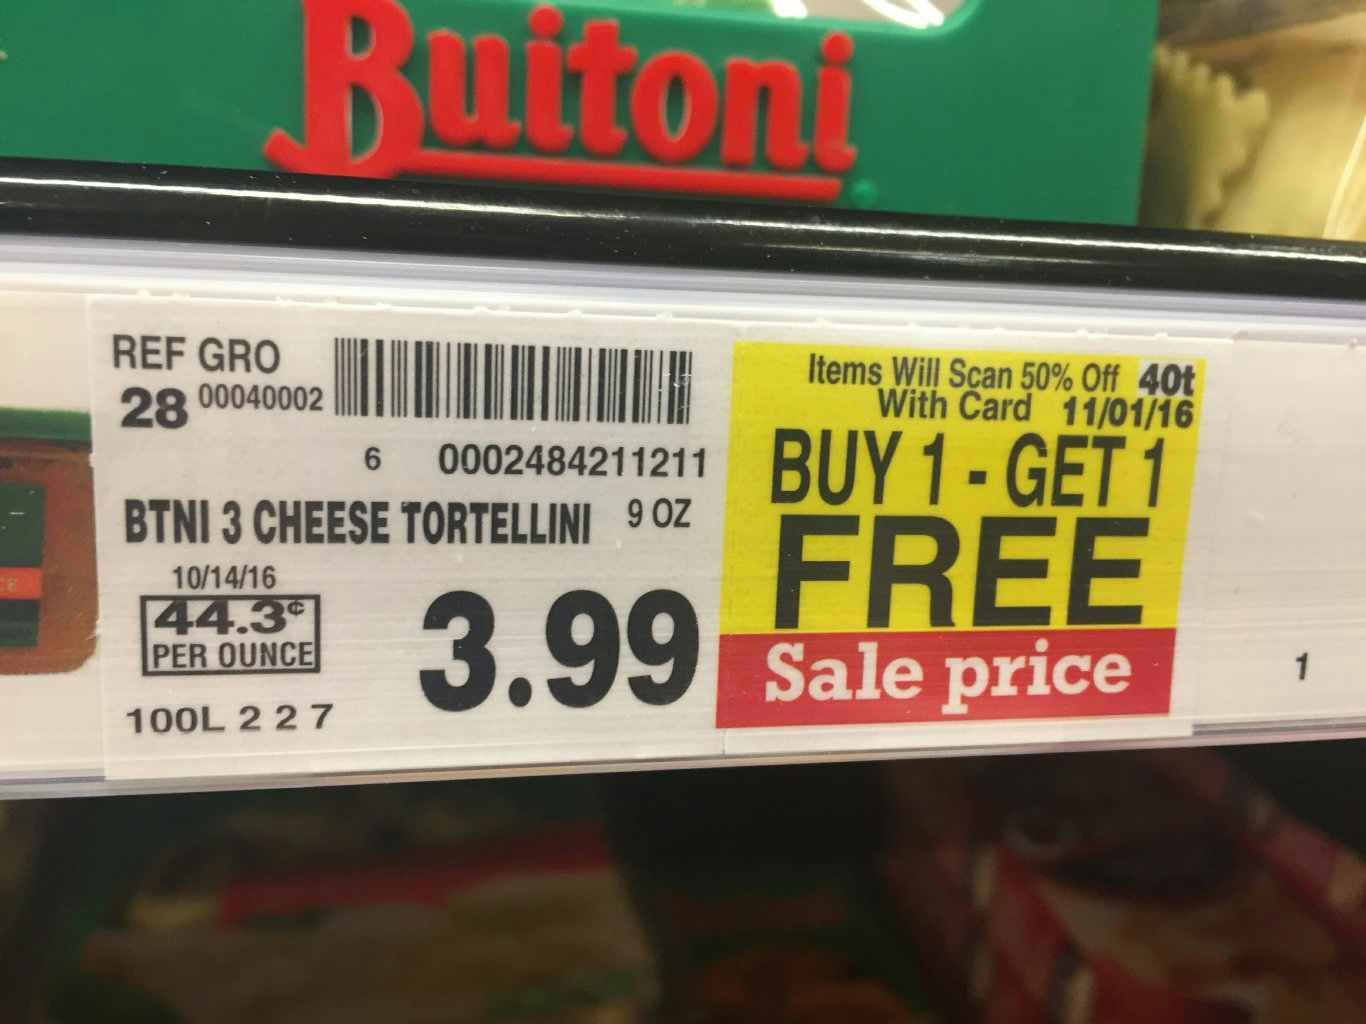 Buitoni
REF GRO
28 00040002
6 0002484211211
BTNI 3 CHEESE TORTELLINI 9 OZ
10/14/16
44.3¢
PER OUNCE
3.99
100L 2 2 7
Items Will Scan 50% Off 40t
With Card 11/01/16
BUY 1 - GET 1
FREE
Sale price
1